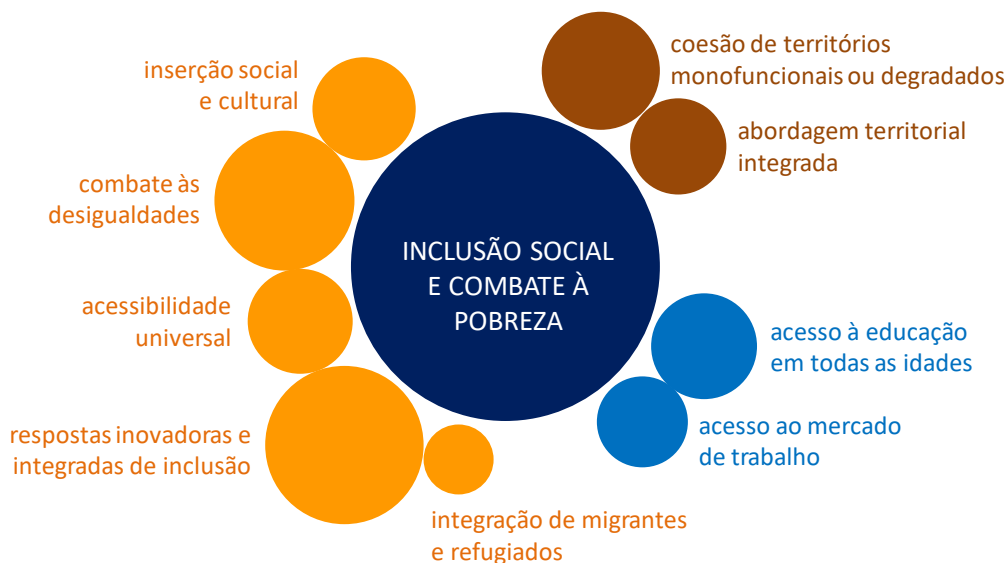 inserção social
e cultural
combate às
desigualdades
acessibilidade
universal
respostas inovadoras e
integradas de inclusão
integração de migrantes
e refugiados
INCLUSÃO SOCIAL
E COMBATE À
POBREZA
coesão de territórios
monofuncionais ou degradados
abordagem territorial
integrada
acesso à educação
em todas as idades
acesso ao mercado
de trabalho